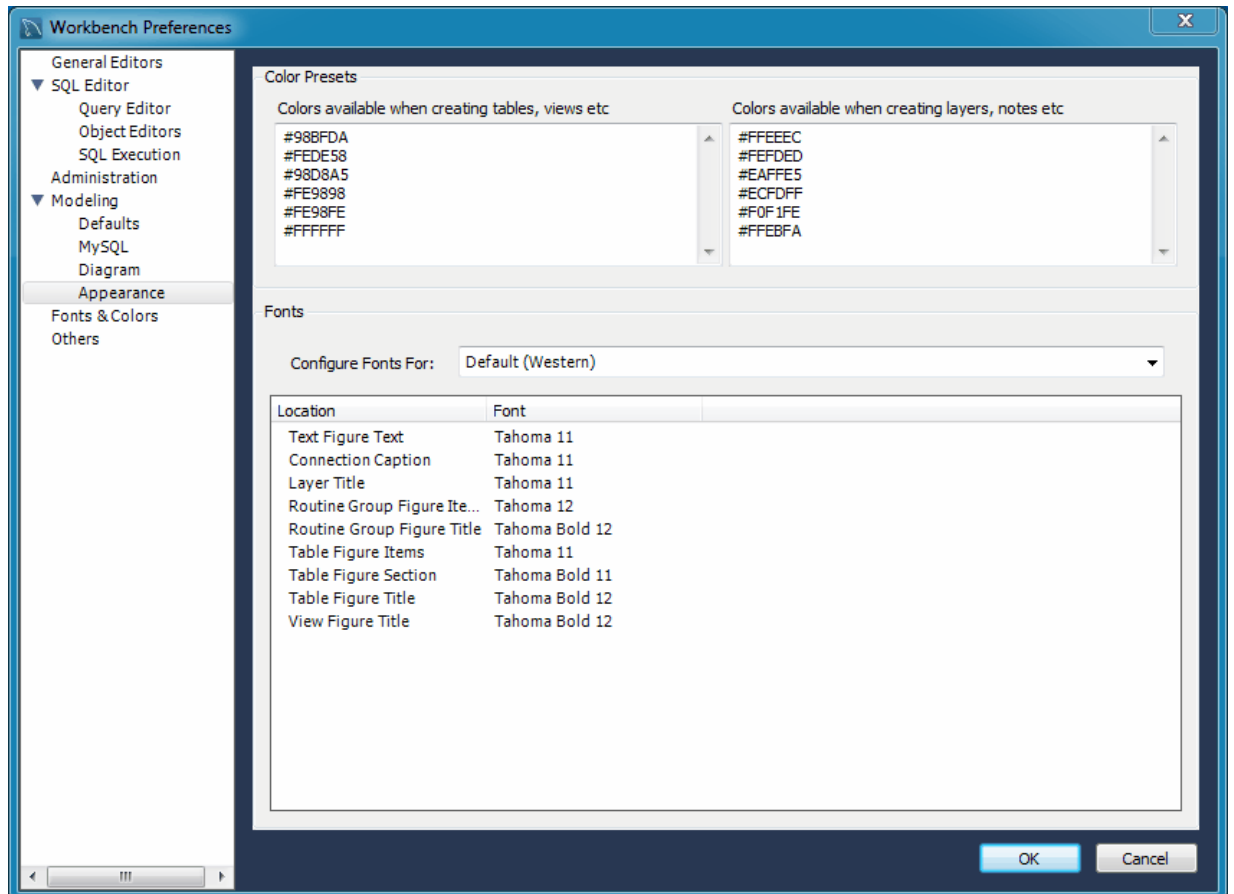 Workbench Preferences
X
General Editors
SQL Editor
Query Editor
Object Editors
SQL Execution
Administration
Modeling
Defaults
MySQL
Diagram
Appearance
Fonts & Colors
Others
Color Presets
Colors available when creating tables, views etc
#98BFDA
#FEDE58
#98D8A5
#FE9898
#FE98FE
#FFFFFF
Colors available when creating layers, notes etc
#FFEEEC
#FEFDED
#EAFFE5
#ECFDFF
#F0F1FE
#FFEBFA
Fonts
Configure Fonts For: Default (Western)
Location Font
Text Figure Text Tahoma 11
Connection Caption Tahoma 11
Layer Title Tahoma 11
Routine Group Figure Ite... Tahoma 12
Routine Group Figure Title Tahoma Bold 12
Table Figure Items Tahoma 11
Table Figure Section Tahoma Bold 11
Table Figure Title Tahoma Bold 12
View Figure Title Tahoma Bold 12
OK Cancel